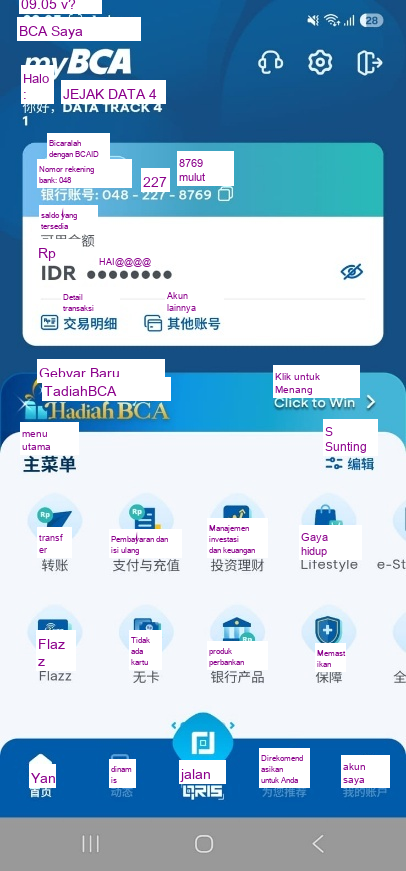 09.05 v?
28
BCA Saya
myBCA
Halo
:
JEJAK DATA 4
你好，DATA TRACK 4
1
Bicaralah
dengan BCAID
Nomor rekening
bank: 048
227
8769
mulut
银行账号: 048 - 227 - 8769
saldo yang
tersedia
可用金额
Rp
HAI@@@@
IDR ●●●●●●●●
Detail
transaksi
Akun
lainnya
交易明细
其他账号
Gebyar Baru
TadiahBCA
Hadiah BCA
Klik untuk
Menang
Click to Win
menu
utama
S
Sunting
主菜单
编辑
transf
er
Pembayaran dan
isi ulang
Manajemen
investasi
dan keuangan
Gaya
hidup
转账
支付与充值
投资理财
Lifestyle
e-St
Flaz
z
Tidak
ada
kartu
produk
perbankan
Memast
ikan
Flazz
无卡
银行产品
保障
全
Yan
dinam
is
jalan
Direkomend
asikan
untuk Anda
akun
saya
首页
动态
QRIS
为您推荐
我的账户